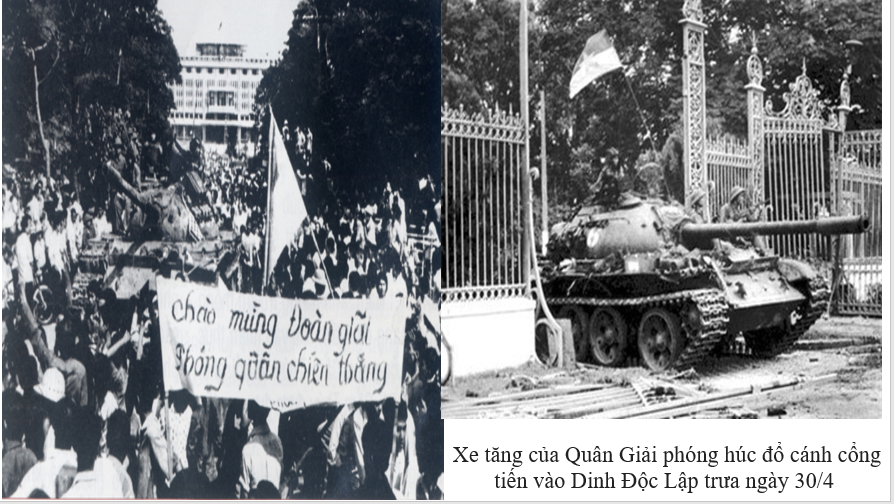 chào mừng Đoàn giải
phóng quân chiến thắng
Xe tăng của Quân Giải phóng húc đổ cánh cổng
tiến vào Dinh Độc Lập trưa ngày 30/4